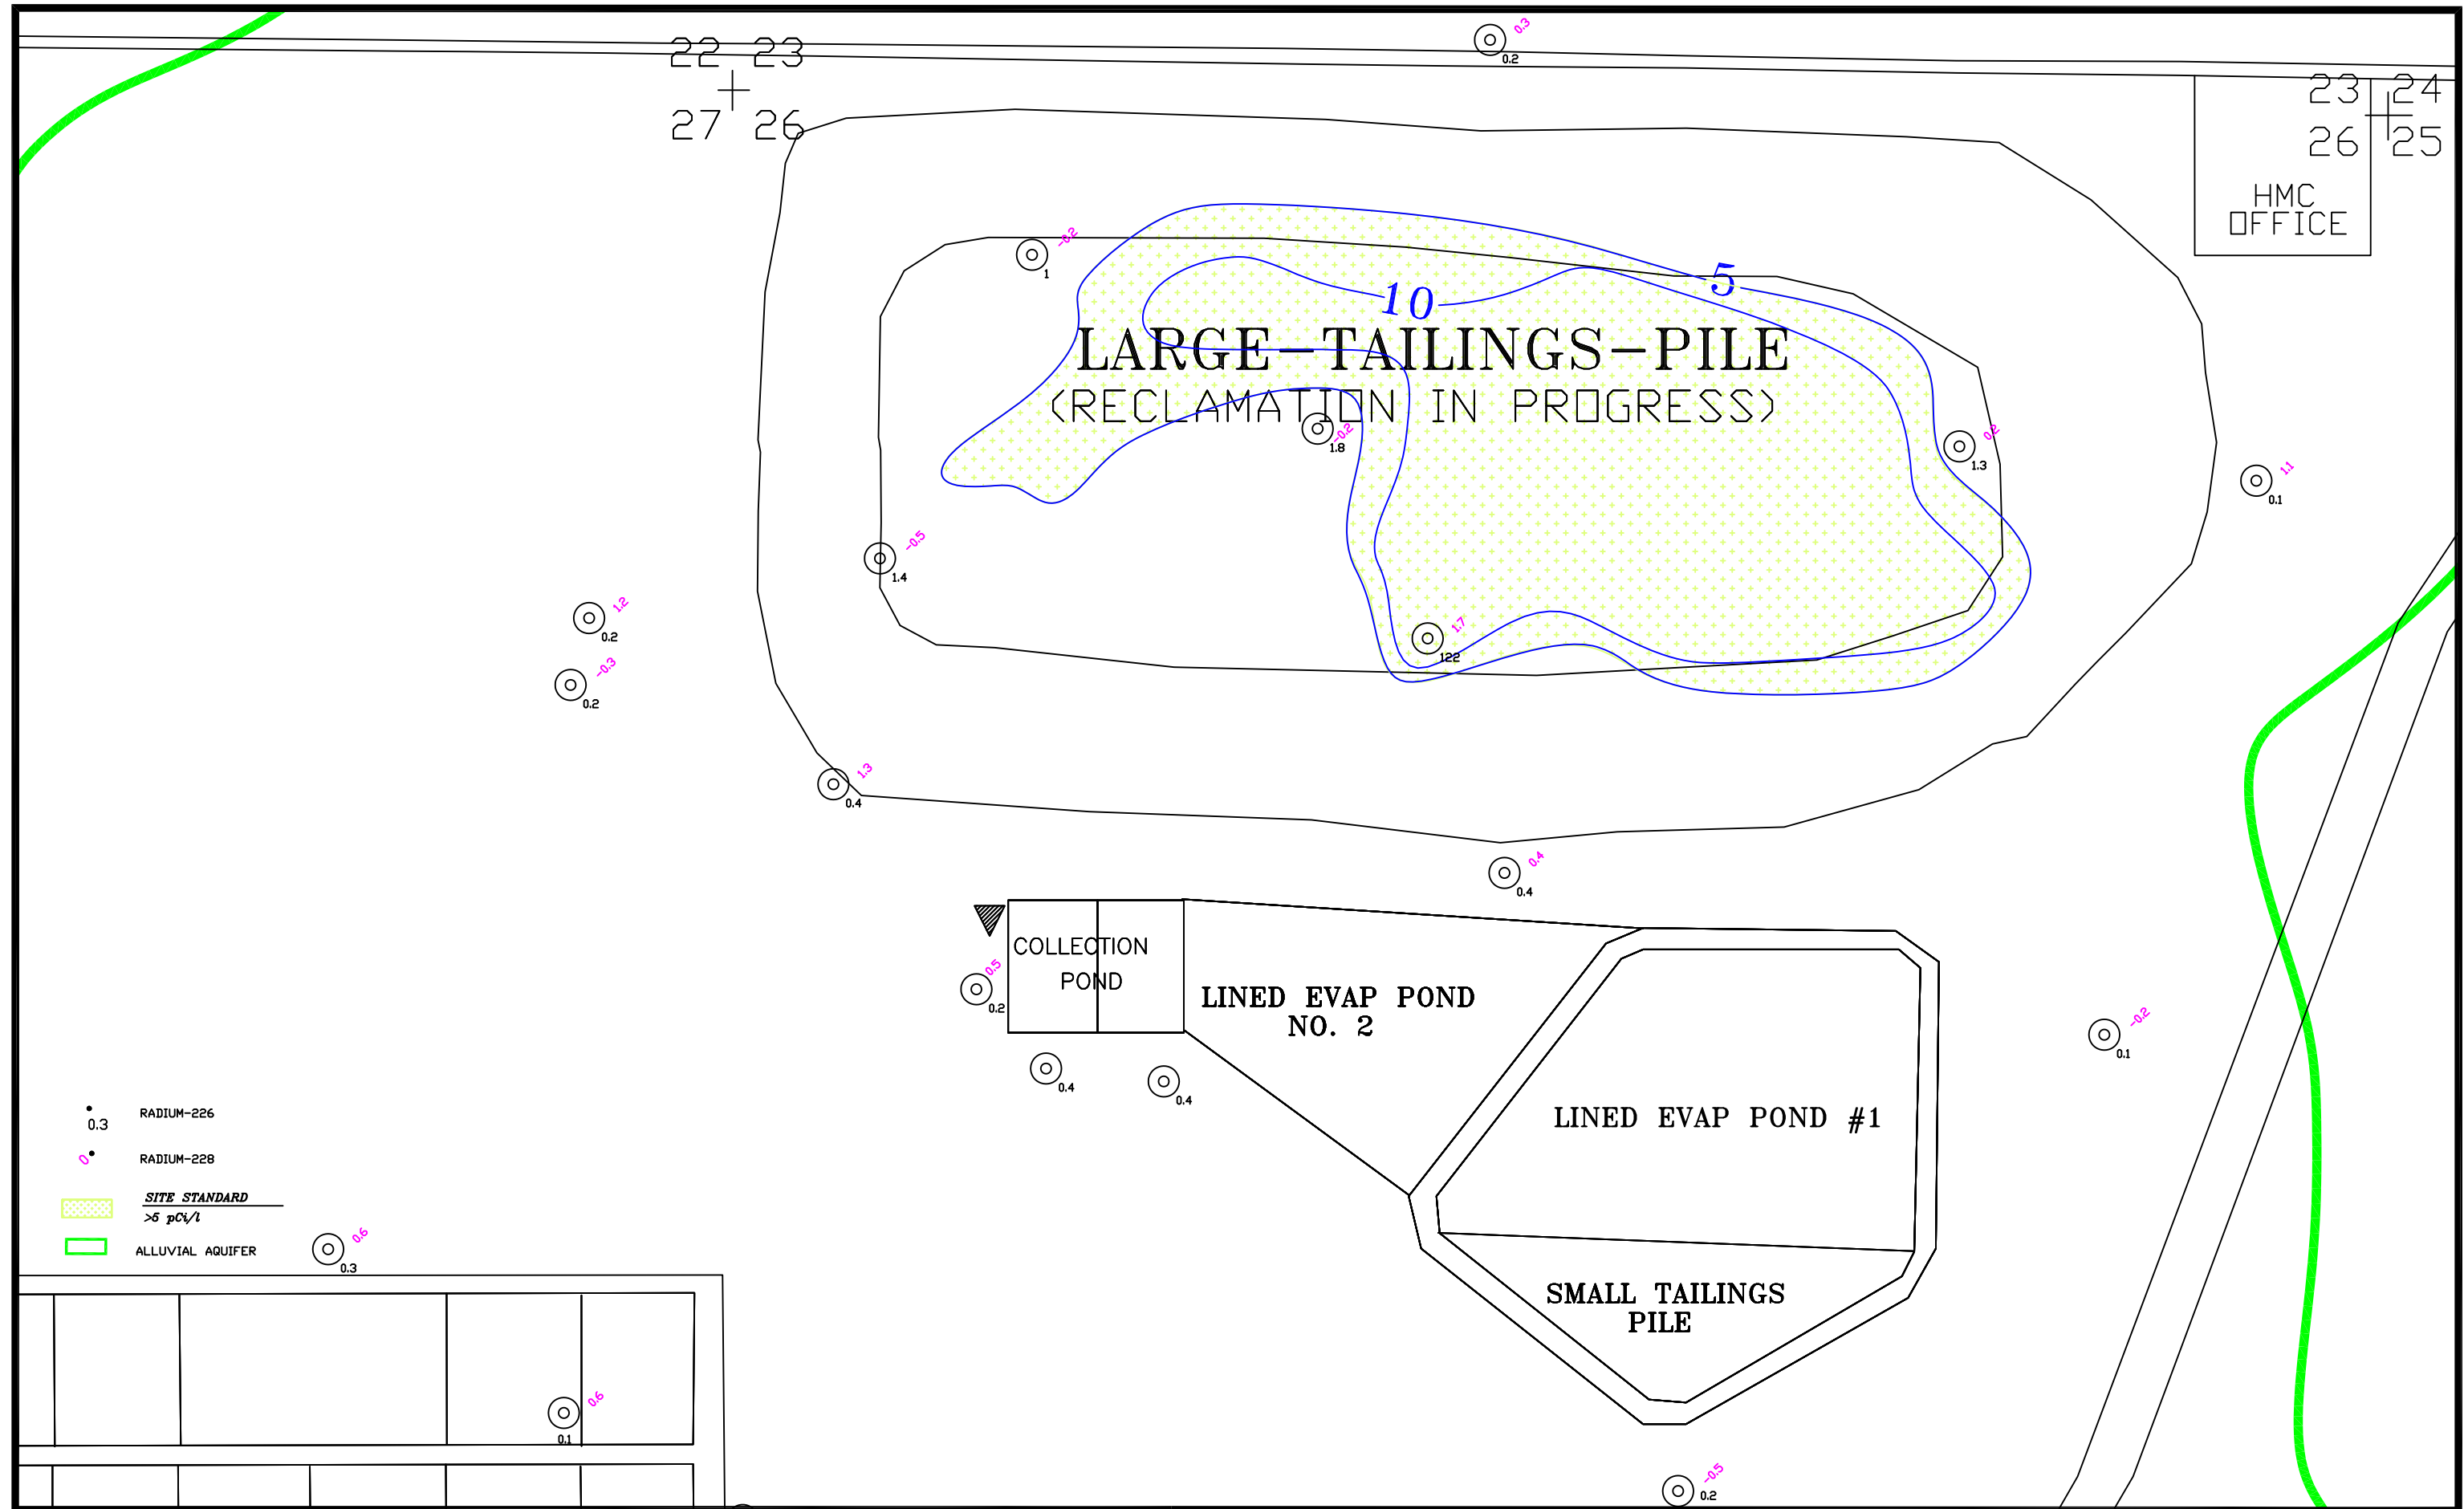 0.3
0.2
22 23
27 26
23 24
26 25
HMC
OFFICE
-0.2
1
5
10
LARGE-TAILINGS-PILE
(RECLAMATION IN PROGRESS)
-0.2
1.8
0.2
1.3
1.1
0.1
-0.5
1.4
1.2
0.2
1.7
122
-0.3
0.2
1.3
0.4
0.4
0.4
COLLECTION
POND
0.5
0.2
LINED EVAP POND
NO. 2
-0.2
0.1
0.4
0.4
LINED EVAP POND #1
0.3 RADIUM-226
0 RADIUM-228
SITE STANDARD
>5 pCi/l
ALLUVIAL AQUIFER
0.6
0.3
SMALL TAILINGS
PILE
0.6
0.1
-0.5
0.2